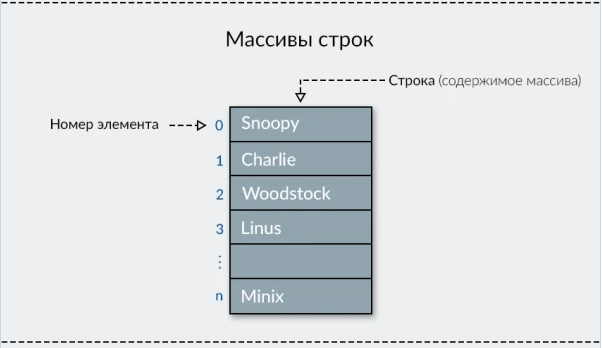 Массивы строк
Строка (содержимое массива)
Номер элемента
0 Snoopy
1 Charlie
2 Woodstock
3 Linus
⋮
n Minix